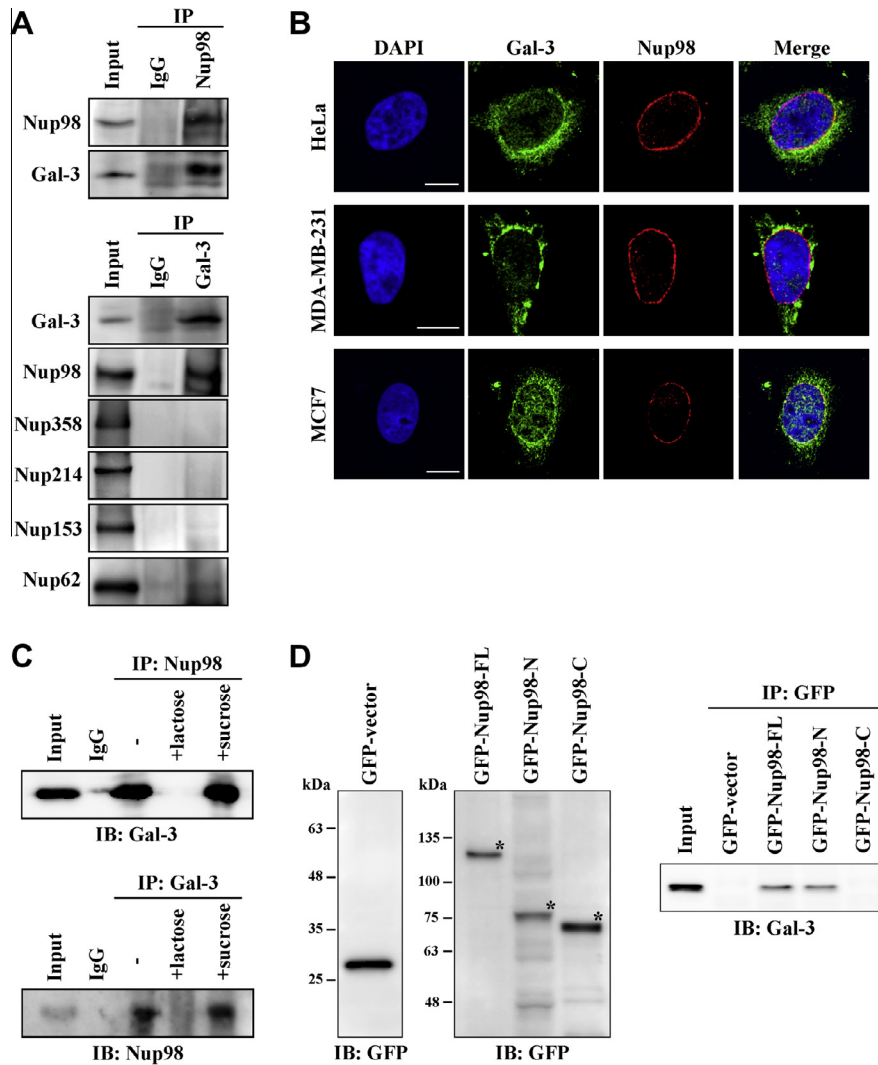 A
IP
Input
IgG
Nup98
Nup98
Gal-3
IP
Input
IgG
Gal-3
Gal-3
Nup98
Nup358
Nup214
Nup153
Nup62
B
DAPI Gal-3 Nup98 Merge
HeLa
MDA-MB-231
MCF7
C
IP: Nup98
Input
IgG
-
+lactose
+sucrose
IB: Gal-3
IP: Gal-3
Input
IgG
-
+lactose
+sucrose
IB: Nup98
D
GFP-vector
kDa
63
48
35
25
IB: GFP
GFP-Nup98-FL
GFP-Nup98-N
GFP-Nup98-C
kDa
135
100
75
63
48
*
*
*
IB: GFP
IP: GFP
Input
GFP-vector
GFP-Nup98-FL
GFP-Nup98-N
GFP-Nup98-C
IB: Gal-3